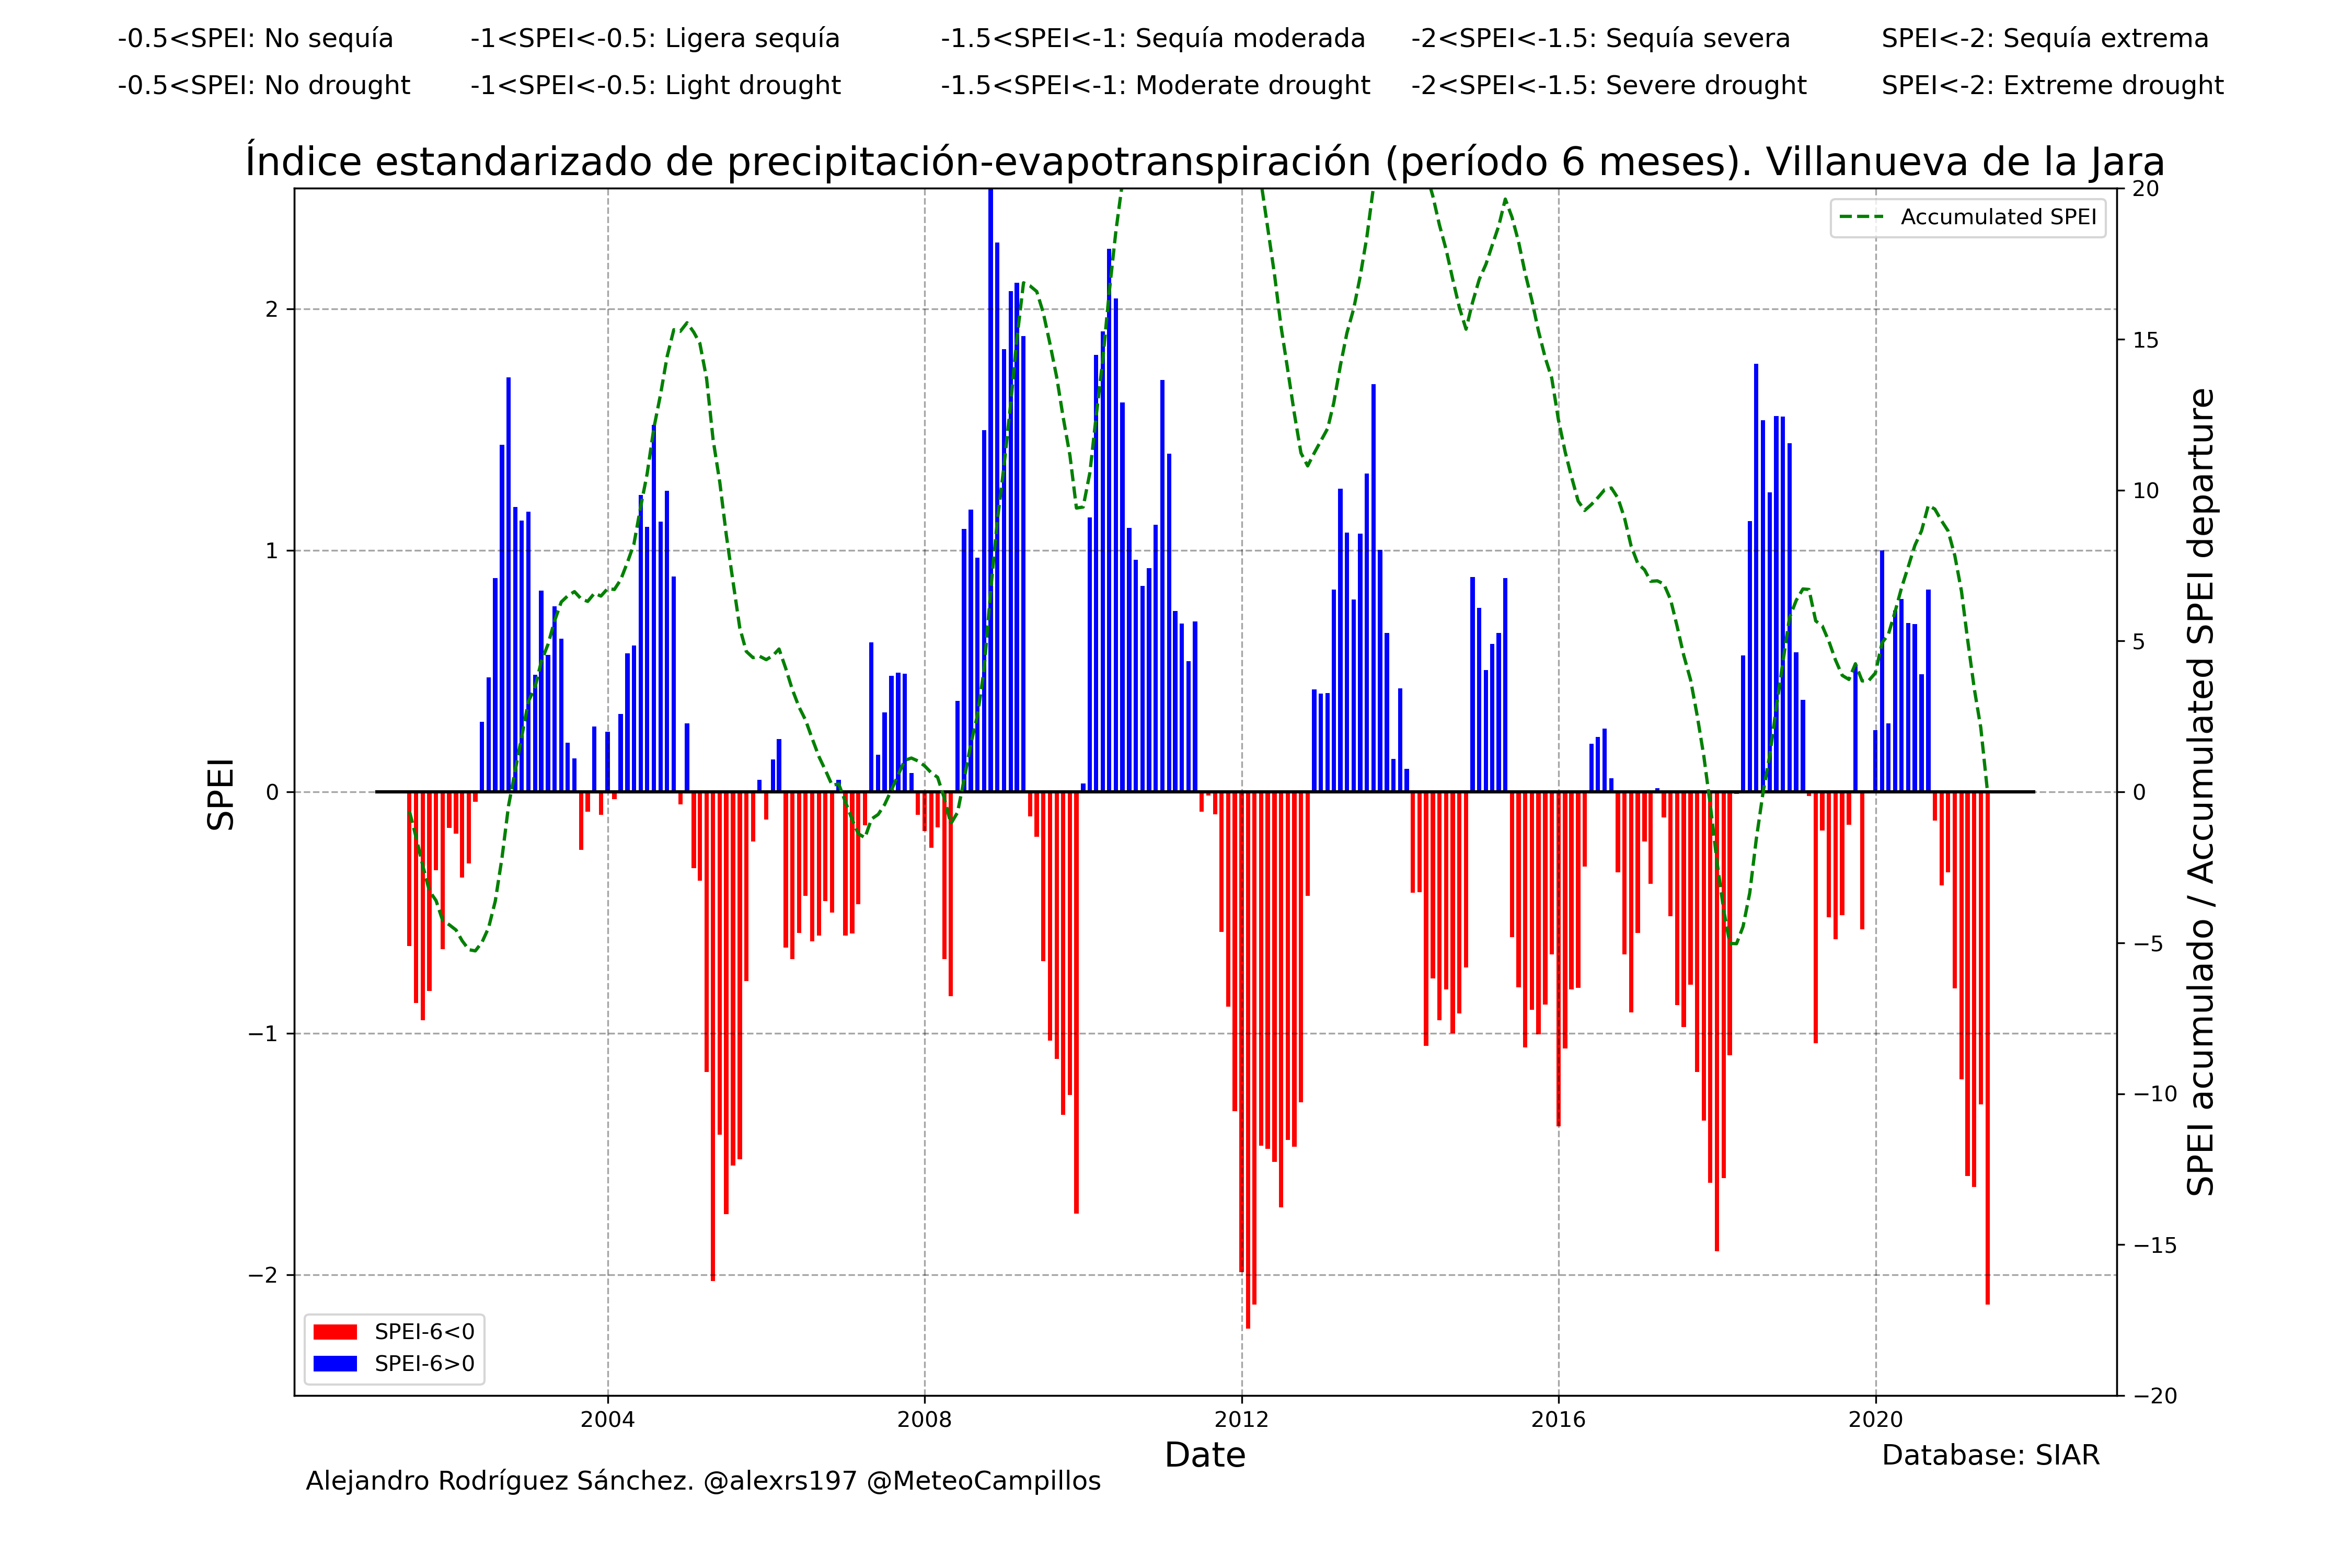 -0.5<SPEI: No sequía -1<SPEI<-0.5: Ligera sequía -1.5<SPEI<-1: Sequía moderada -2<SPEI<-1.5: Sequía severa SPEI<-2: Sequía extrema
-0.5<SPEI: No drought -1<SPEI<-0.5: Light drought -1.5<SPEI<-1: Moderate drought -2<SPEI<-1.5: Severe drought SPEI<-2: Extreme drought
Índice estandarizado de precipitación-evapotranspiración (período 6 meses). Villanueva de la Jara
Accumulated SPEI
SPEI
2
1
0
−1
−2
20
15
10
5
0
−5
−10
−15
−20
SPEI acumulado / Accumulated SPEI departure
SPEI-6<0
SPEI-6>0
2004 2008 2012 2016 2020
Date
Database: SIAR
Alejandro Rodríguez Sánchez. @alexrs197 @MeteoCampillos